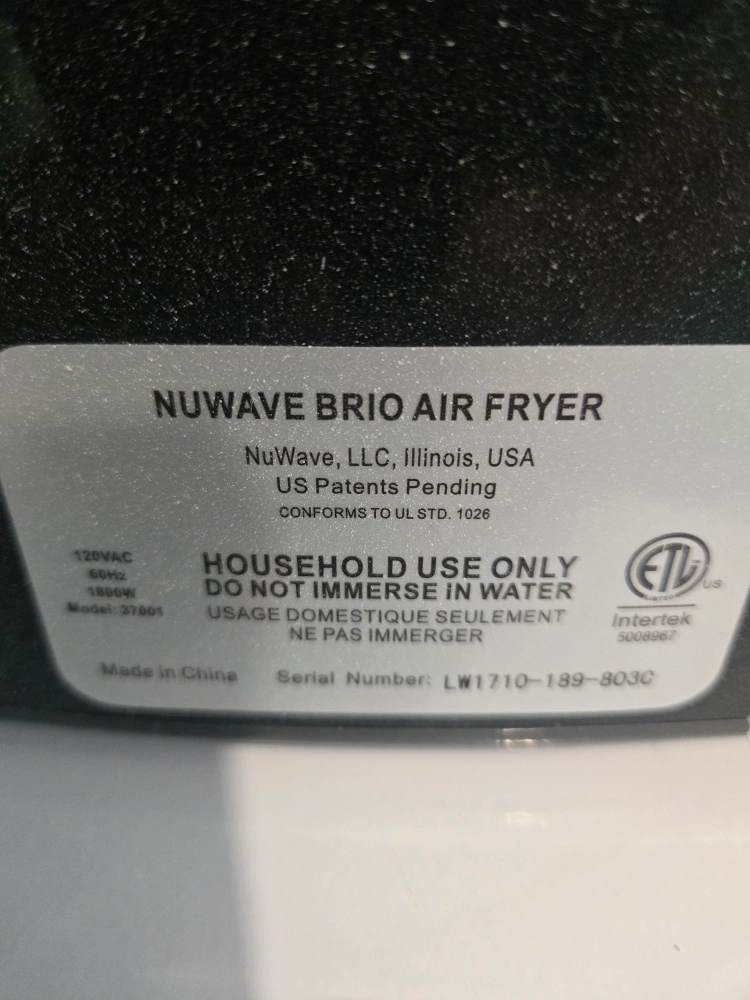 NUWAVE BRIO AIR FRYER
NuWave, LLC, Illinois, USA
US Patents Pending
CONFORMS TO UL STD. 1026
120VAC
60Hz
1800W
Model: 37001
HOUSEHOLD USE ONLY
DO NOT IMMERSE IN WATER
USAGE DOMESTIQUE SEULEMENT
NE PAS IMMERGER
ETL
LISTED
US
Intertek
5008967
Made in China
Serial Number: LW1710-189-803C